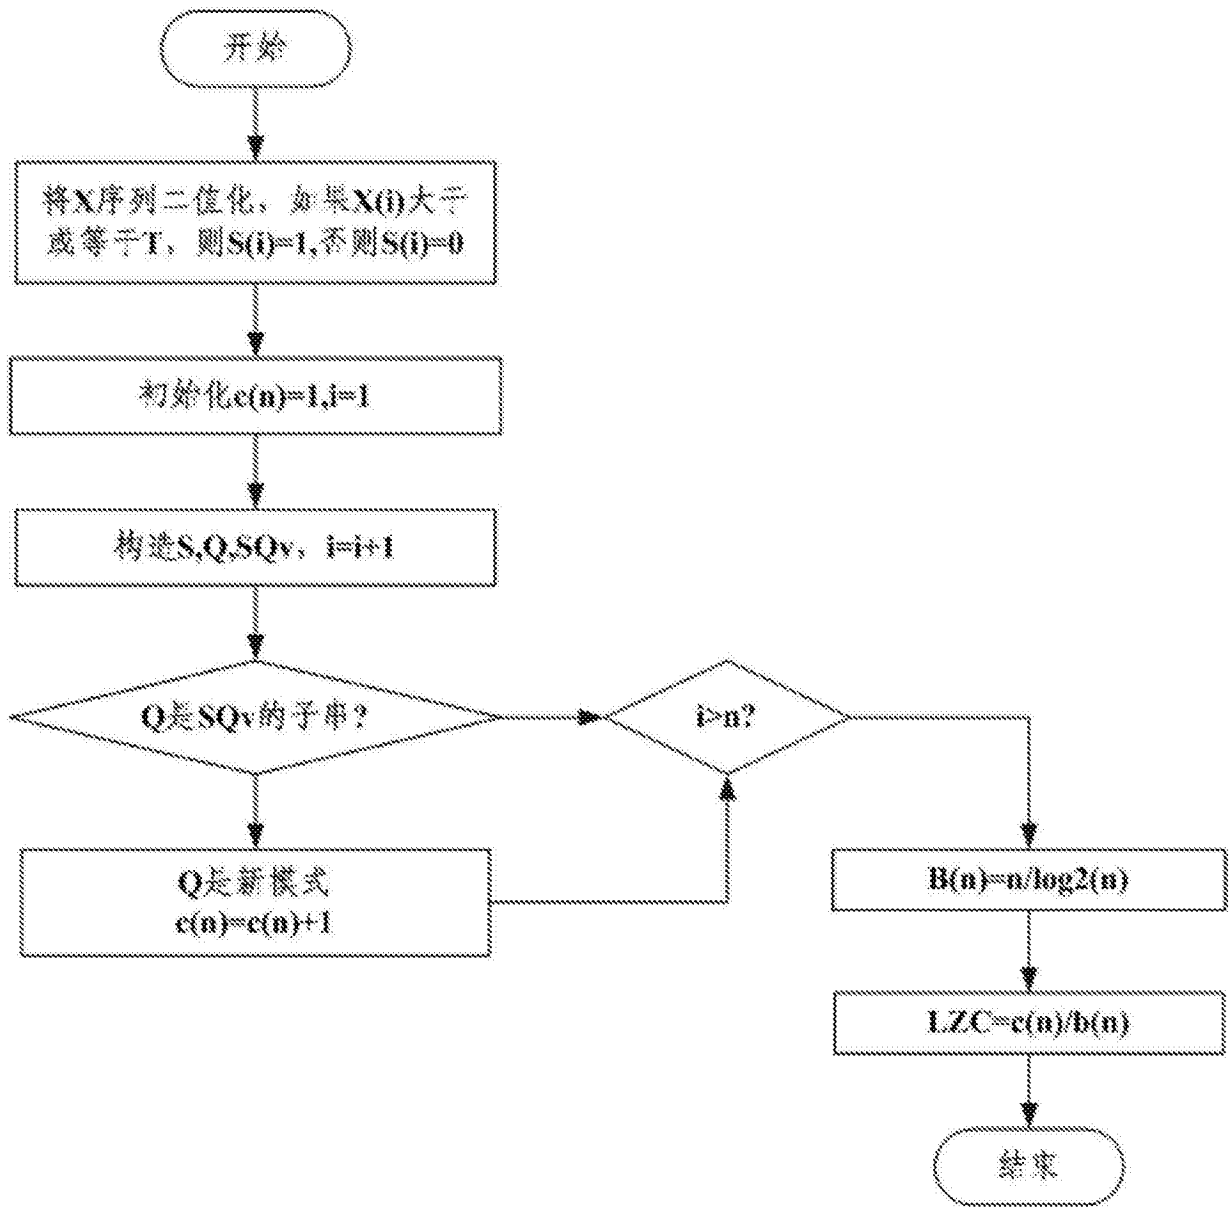 开始
将X序列二值化，如果X(i)大于
或等于T，则S(i)=1,否则S(i)=0
初始化c(n)=1,i=1
构造S,Q,SQv，i=i+1
Q是SQv的子串?
i>n?
Q是新模式
c(n)=c(n)+1
B(n)=n/log2(n)
LZC=c(n)/b(n)
结束